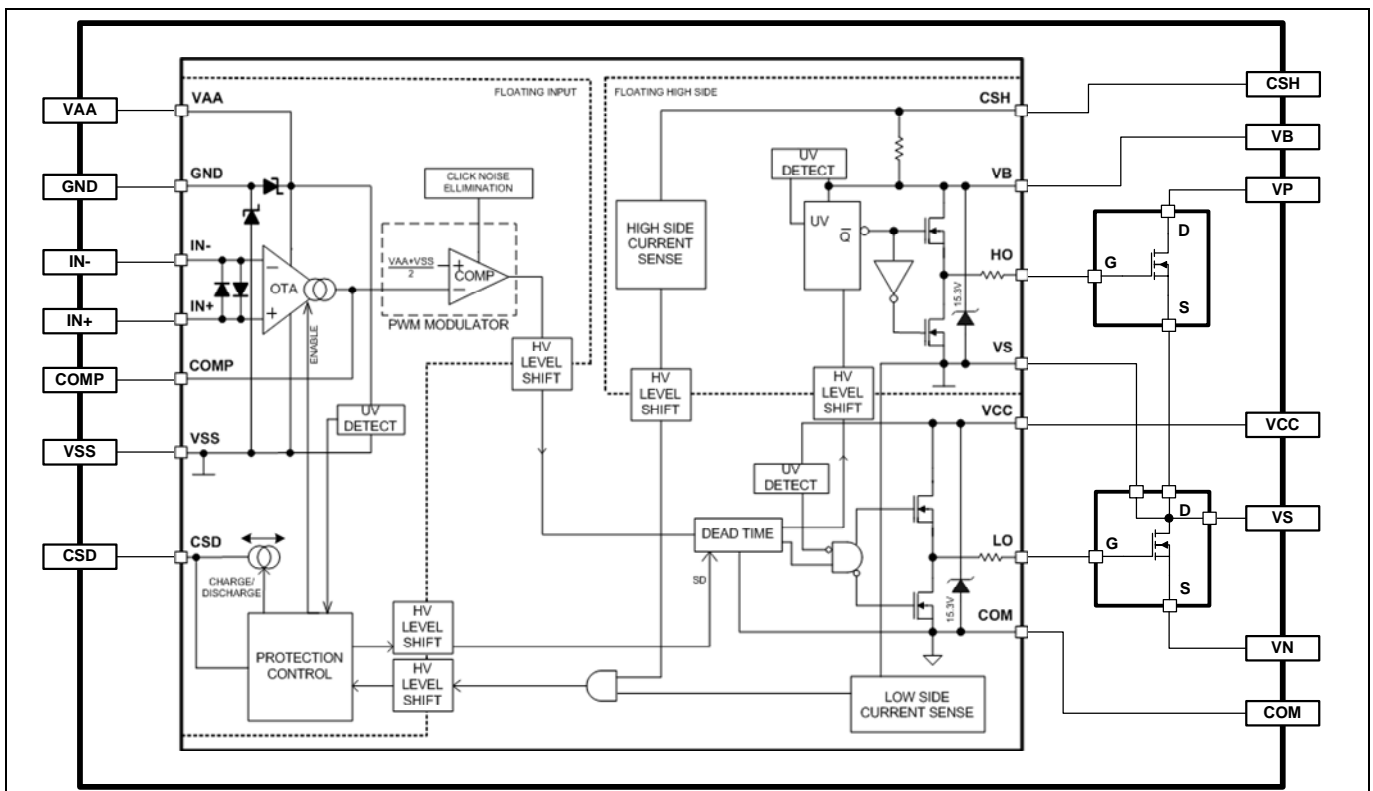 VAA
GND
IN-
IN+
COMP
VSS
CSD
FLOATING INPUT
VAA
GND
IN-
IN+
COMP
VSS
CSD
OTA
ENABLE
CLICK NOISE
ELLIMINATION
VAA+VSS
2
COMP
PWM MODULATOR
UV
DETECT
HV
LEVEL
SHIFT
CHARGE/
DISCHARGE
PROTECTION
CONTROL
HV
LEVEL
SHIFT
HV
LEVEL
SHIFT
FLOATING HIGH SIDE
HIGH SIDE
CURRENT
SENSE
UV
DETECT
UV
Q
HV
LEVEL
SHIFT
HV
LEVEL
SHIFT
15.3V
UV
DETECT
DEAD TIME
SD
15.3V
LOW SIDE
CURRENT SENSE
CSH
VB
HO
VS
VCC
LO
COM
D
G
S
D
G
S
CSH
VB
VP
VCC
VS
VN
COM